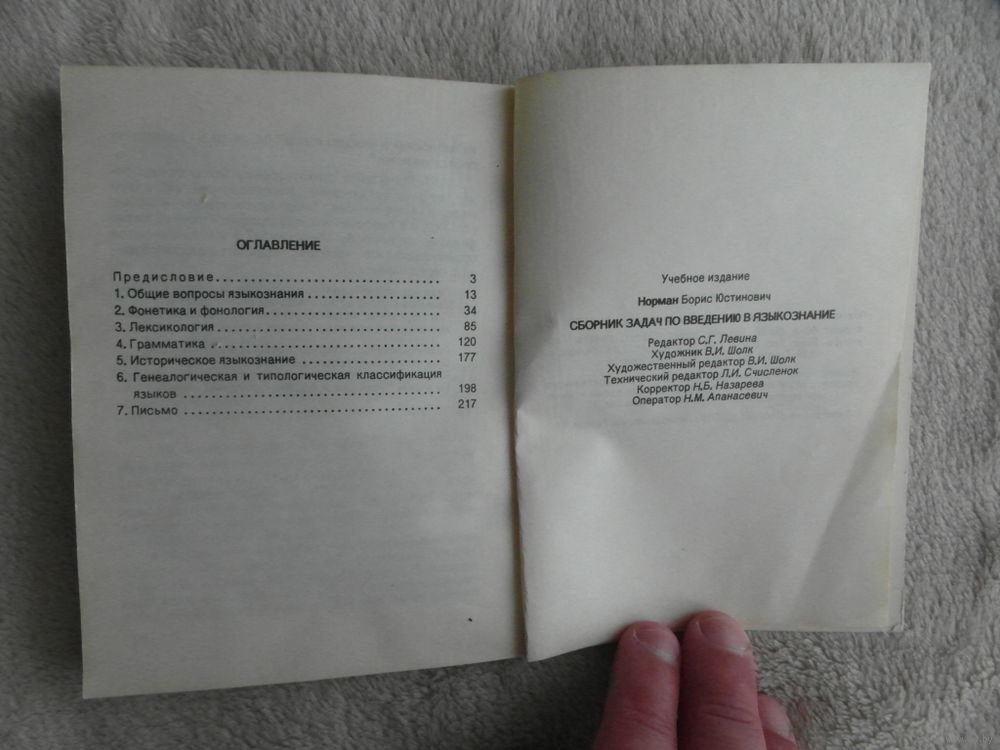 ОГЛАВЛЕНИЕ
Предисловие........................... 3
1. Общие вопросы языкознания ................. 13
2. Фонетика и фонология...................... 34
3. Лексикология............................ 85
4. Грамматика ............................. 120
5. Историческое языкознание ................. 177
6. Генеалогическая и типологическая классификация
языков ................................ 198
7. Письмо ................................ 217
Учебное издание
Норман Борис Юстинович
СБОРНИК ЗАДАЧ ПО ВВЕДЕНИЮ В ЯЗЫКОЗНАНИЕ
Редактор С.Г. Левина
Художник В.И. Шолк
Художественный редактор В.И. Шолк
Технический редактор Л.И. Счисленок
Корректор Н.Б. Назарева
Оператор Н.М. Апанасевич